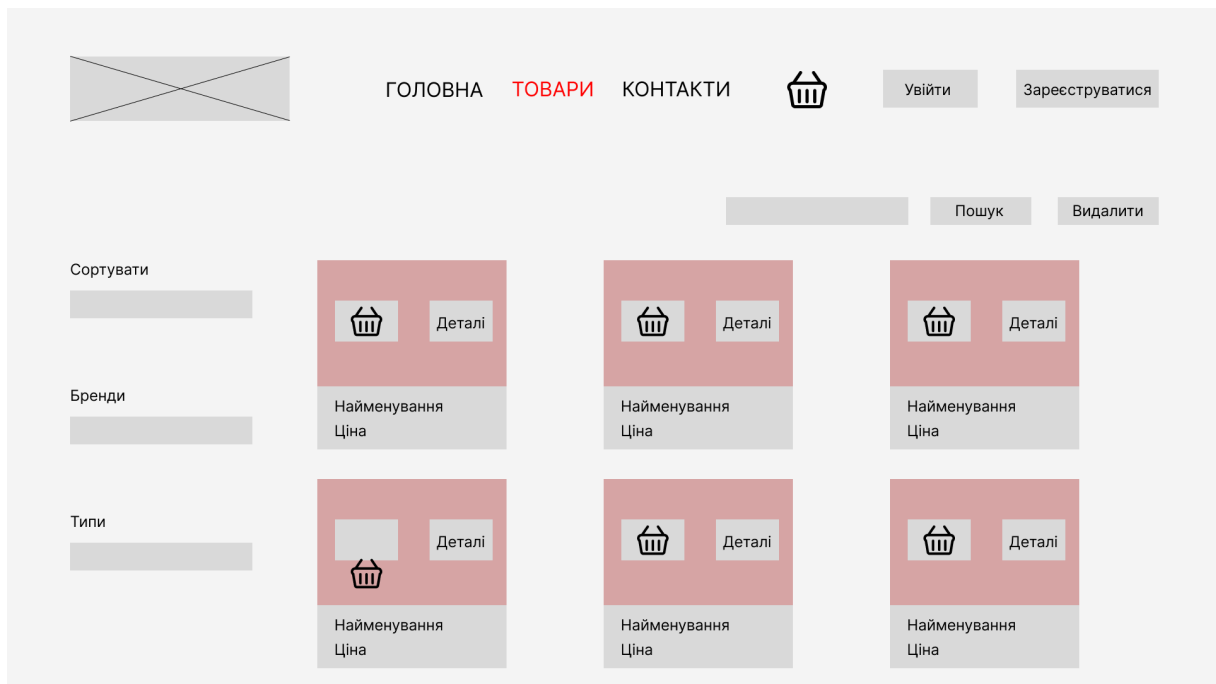 ГОЛОВНА ТОВАРИ КОНТАКТИ Увійти Зареєструватися
Пошук Видалити
Сортувати
Бренди
Типи
Деталі Деталі Деталі
Найменування Найменування Найменування
Ціна Ціна Ціна
Деталі Деталі Деталі
Найменування Найменування Найменування
Ціна Ціна Ціна